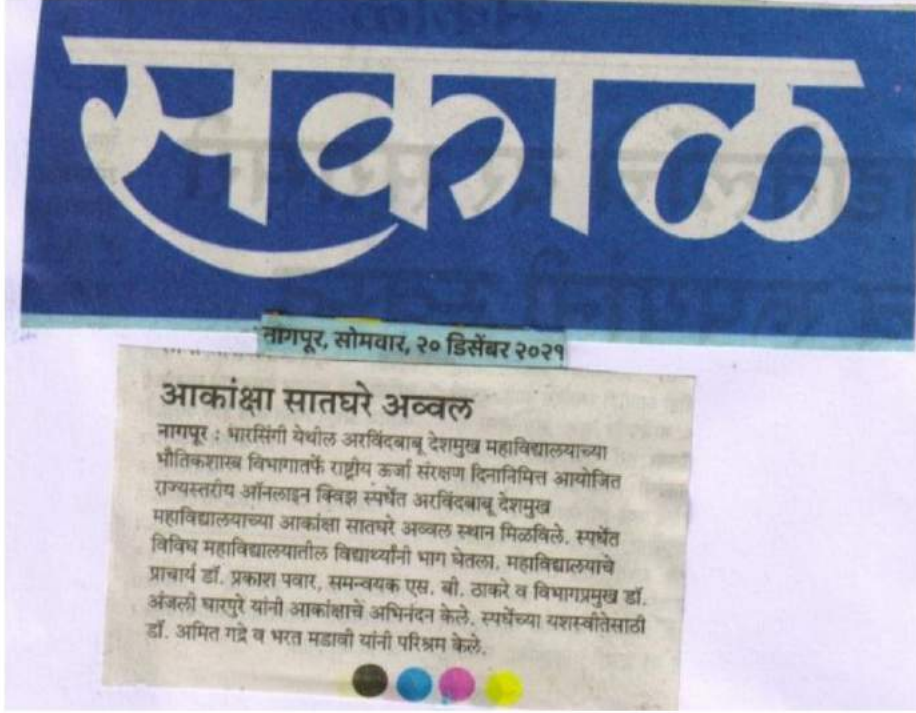 सकाळ
नागपूर, सोमवार, २० डिसेंबर २०२१
आकांक्षा सातघरे अव्वल
नागपूर : भारसिंगी येथील अरविंदबाबू देशमुख महाविद्यालयाच्या
भौतिकशास्त्र विभागातर्फे राष्ट्रीय ऊर्जा संरक्षण दिनानिमित्त आयोजित
राज्यस्तरीय ऑनलाइन क्विझ स्पर्धेत अरविंदबाबू देशमुख
महाविद्यालयाच्या आकांक्षा सातघरे अव्वल स्थान मिळविले. स्पर्धेत
विविध महाविद्यालयातील विद्यार्थ्यांनी भाग घेतला. महाविद्यालयाचे
प्राचार्य डॉ. प्रकाश पवार, समन्वयक एस. बी. ठाकरे व विभागप्रमुख डॉ.
अंजली घारपुरे यांनी आकांक्षाचे अभिनंदन केले. स्पर्धेच्या यशस्वीतेसाठी
डॉ. अमित गद्रे व भरत मडावी यांनी परिश्रम केले.